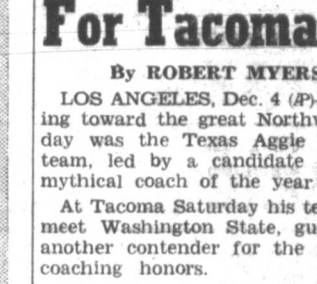 For Tacoma
By ROBERT MYERS
LOS ANGELES, Dec. 4 (AP)-
ing toward the great Northw
day was the Texas Aggie
team, led by a candidate
mythical coach of the year
At Tacoma Saturday his te
meet Washington State, gu
another contender for the
coaching honors.